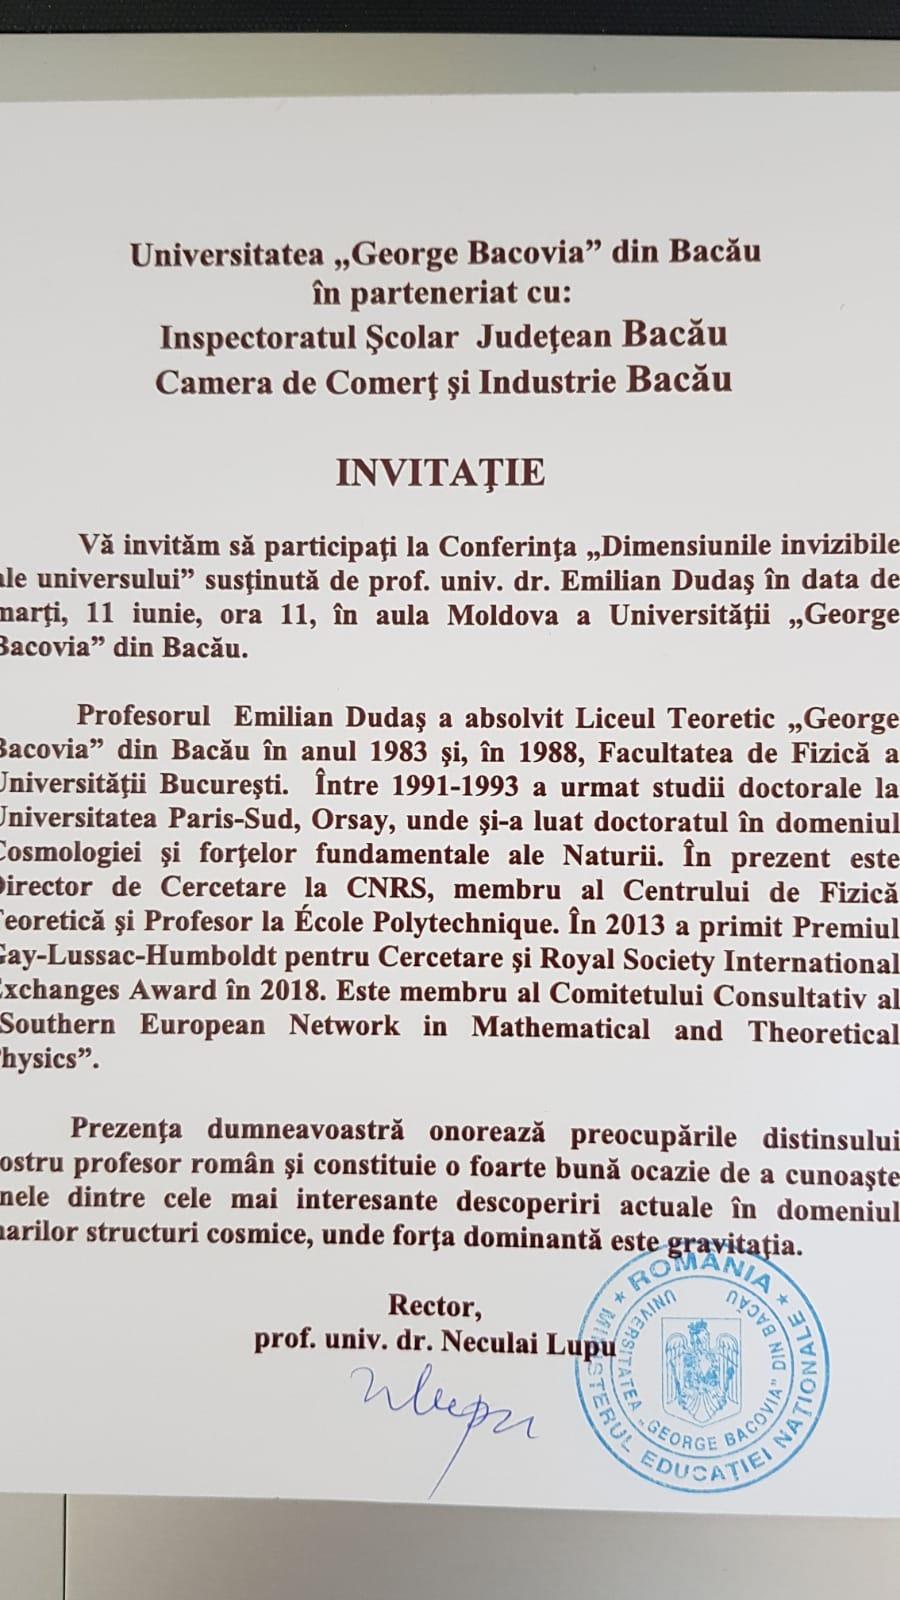 Universitatea „George Bacovia” din Bacău
în parteneriat cu:
Inspectoratul Şcolar Judeţean Bacău
Camera de Comerţ şi Industrie Bacău
INVITAŢIE
Vă invităm să participaţi la Conferinţa „Dimensiunile invizibile
ale universului” susţinută de prof. univ. dr. Emilian Dudaş în data de
marţi, 11 iunie, ora 11, în aula Moldova a Universităţii „George
Bacovia” din Bacău.
Profesorul Emilian Dudaş a absolvit Liceul Teoretic „George
Bacovia” din Bacău în anul 1983 şi, în 1988, Facultatea de Fizică a
Universităţii Bucureşti. Între 1991-1993 a urmat studii doctorale la
Universitatea Paris-Sud, Orsay, unde şi-a luat doctoratul în domeniul
Cosmologiei şi forţelor fundamentale ale Naturii. În prezent este
Director de Cercetare la CNRS, membru al Centrului de Fizică
Teoretică şi Profesor la École Polytechnique. În 2013 a primit Premiul
Gay-Lussac-Humboldt pentru Cercetare şi Royal Society International
Exchanges Award în 2018. Este membru al Comitetului Consultativ al
Southern European Network in Mathematical and Theoretical
Physics”.
Prezenţa dumneavoastră onorează preocupările distinsului
nostru profesor român şi constituie o foarte bună ocazie de a cunoaşte
unele dintre cele mai interesante descoperiri actuale în domeniul
marilor structuri cosmice, unde forţa dominantă este gravitaţia.
Rector,
prof. univ. dr. Neculai Lupu
NLupu
★ ROMÂNIA ★
MINISTERUL EDUCAŢIEI NAŢIONALE
UNIVERSITATEA „GEORGE BACOVIA” DIN BACĂU